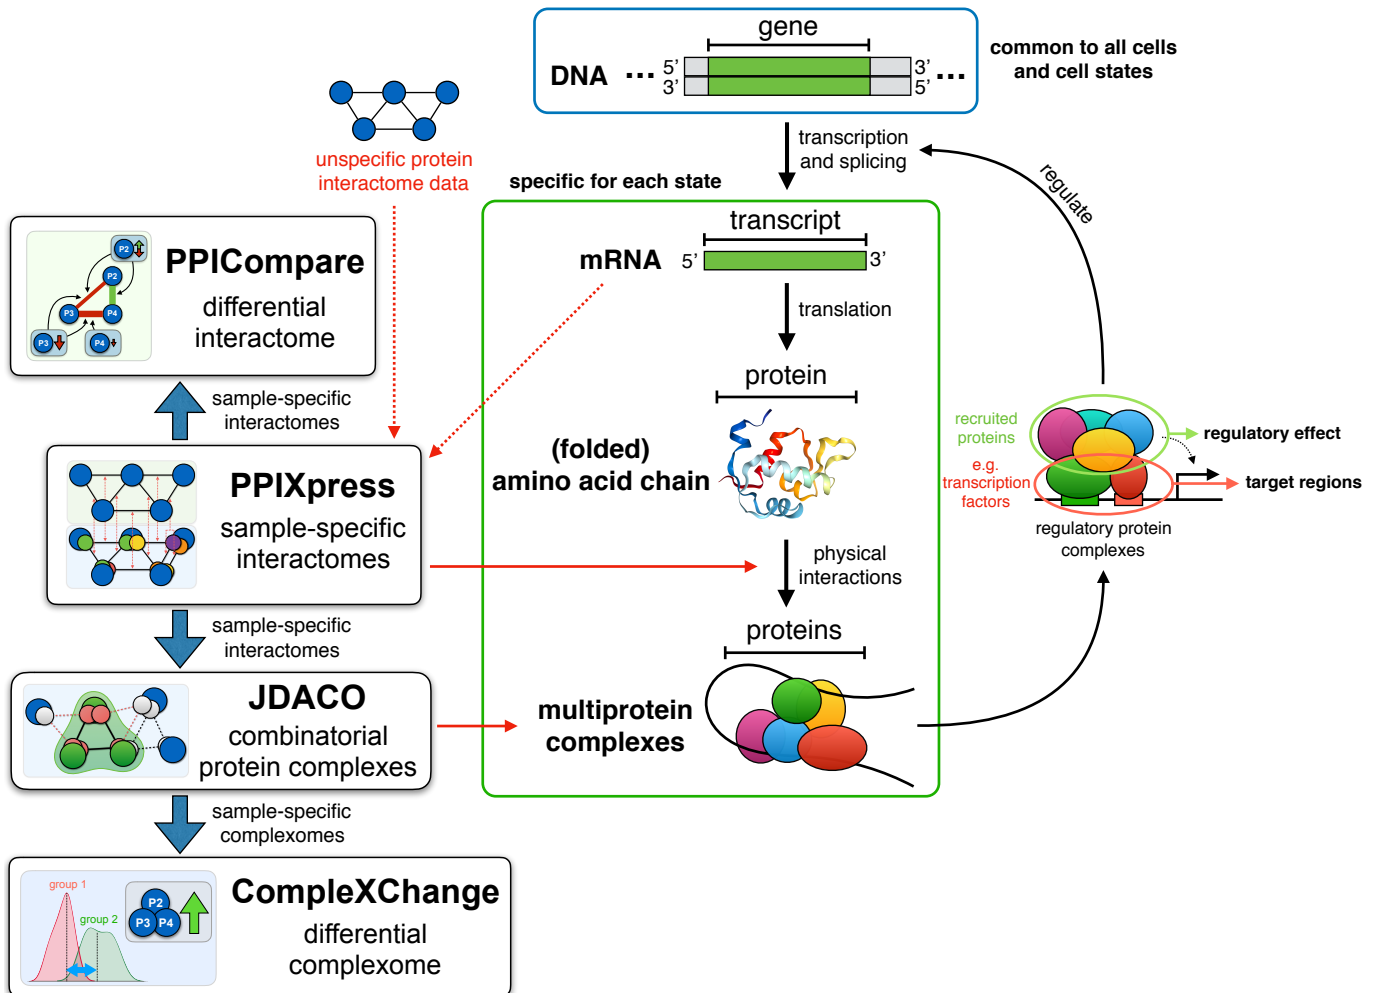 gene
DNA
...
5’
3’
3’
5’
...
common to all cells
and cell states
transcription
and splicing
regulate
unspecific protein
interactome data
specific for each state
transcript
mRNA
5’
3’
translation
protein
(folded)
amino acid chain
physical
interactions
proteins
multiprotein
complexes
recruited
proteins
e.g.
transcription
factors
regulatory effect
target regions
regulatory protein
complexes
P2
P2
P3
P4
P3
P4
PPICompare
differential
interactome
sample-specific
interactomes
PPIXpress
sample-specific
interactomes
sample-specific
interactomes
JDACO
combinatorial
protein complexes
sample-specific
complexomes
group 1
group 2
P2
P3
P4
CompleXChange
differential
complexome